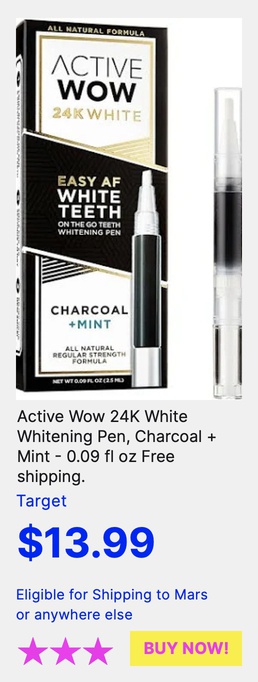 ALL NATURAL FORMULA
ACTIVE
WOW
24K WHITE
EASY AF
WHITE
TEETH
ON THE GO TEETH
WHITENING PEN
CHARCOAL
+MINT
ALL NATURAL
REGULAR STRENGTH
FORMULA
NET WT 0.09 FL OZ (2.5 ML)
Active Wow 24K White
Whitening Pen, Charcoal +
Mint - 0.09 fl oz Free
shipping.
Target
$13.99
Eligible for Shipping to Mars
or anywhere else
BUY NOW!